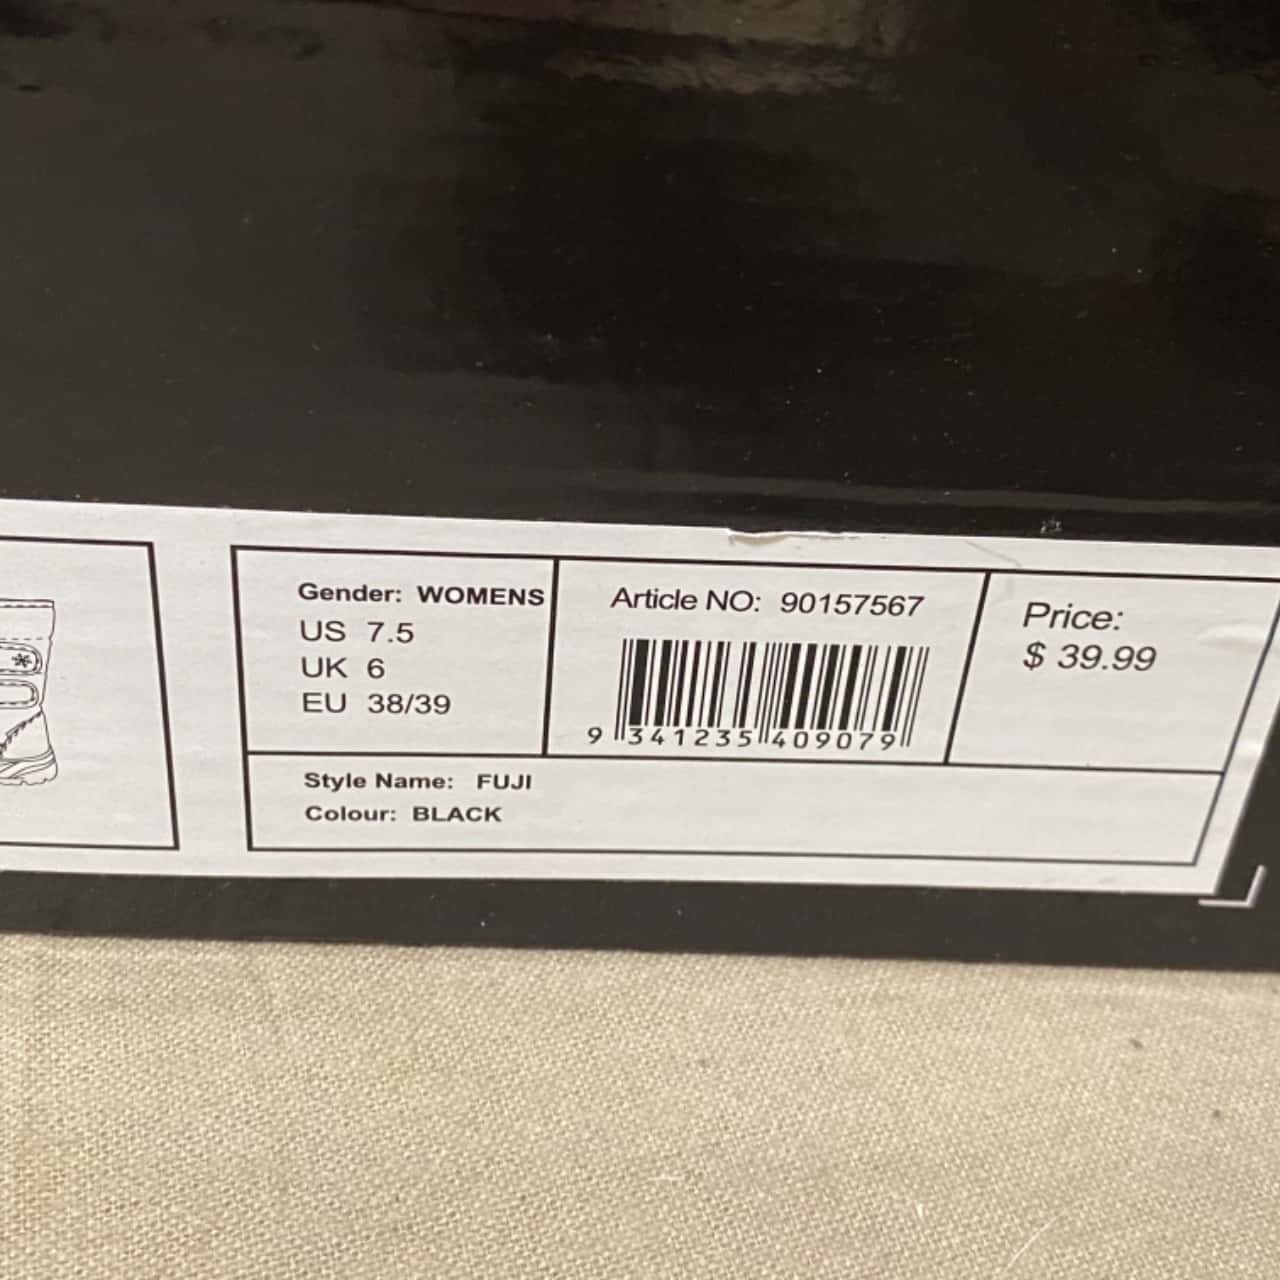 Gender: WOMENS
US 7.5
UK 6
EU 38/39
Article NO: 90157567
9 341235 409079
Price:
$ 39.99
Style Name: FUJI
Colour: BLACK